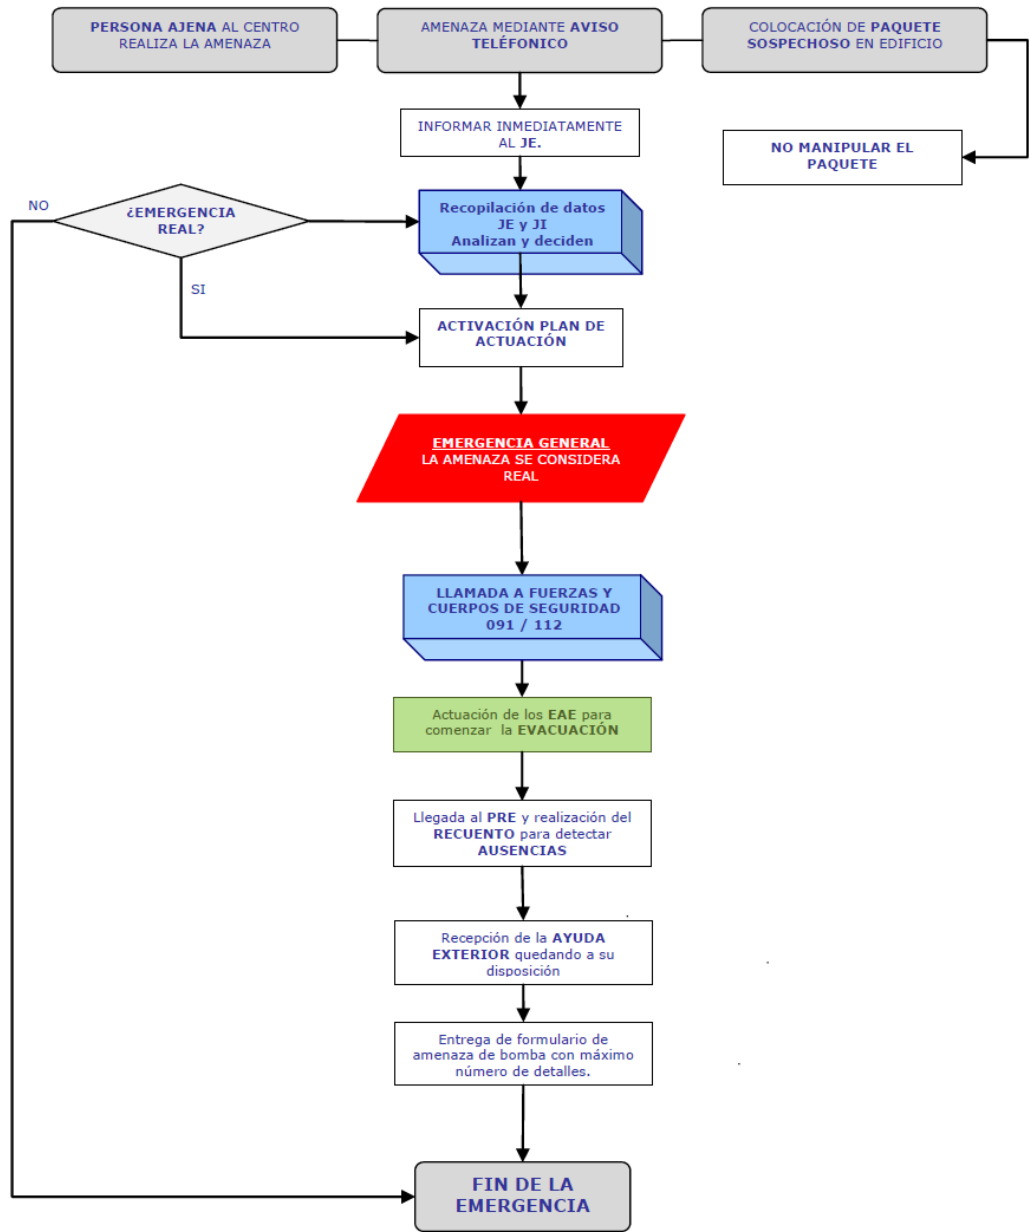 PERSONA AJENA AL CENTRO
REALIZA LA AMENAZA
AMENAZA MEDIANTE AVISO
TELÉFONICO
COLOCACIÓN DE PAQUETE
SOSPECHOSO EN EDIFICIO
INFORMAR INMEDIATAMENTE
AL JE.
NO MANIPULAR EL
PAQUETE
NO
¿EMERGENCIA
REAL?
Recopilación de datos
JE y JI
Analizan y deciden
SI
ACTIVACIÓN PLAN DE
ACTUACIÓN
EMERGENCIA GENERAL
LA AMENAZA SE CONSIDERA
REAL
LLAMADA A FUERZAS Y
CUERPOS DE SEGURIDAD
091 / 112
Actuación de los EAE para
comenzar la EVACUACIÓN
Llegada al PRE y realización del
RECUENTO para detectar
AUSENCIAS
Recepción de la AYUDA
EXTERIOR quedando a su
disposición
Entrega de formulario de
amenaza de bomba con máximo
número de detalles.
FIN DE LA
EMERGENCIA